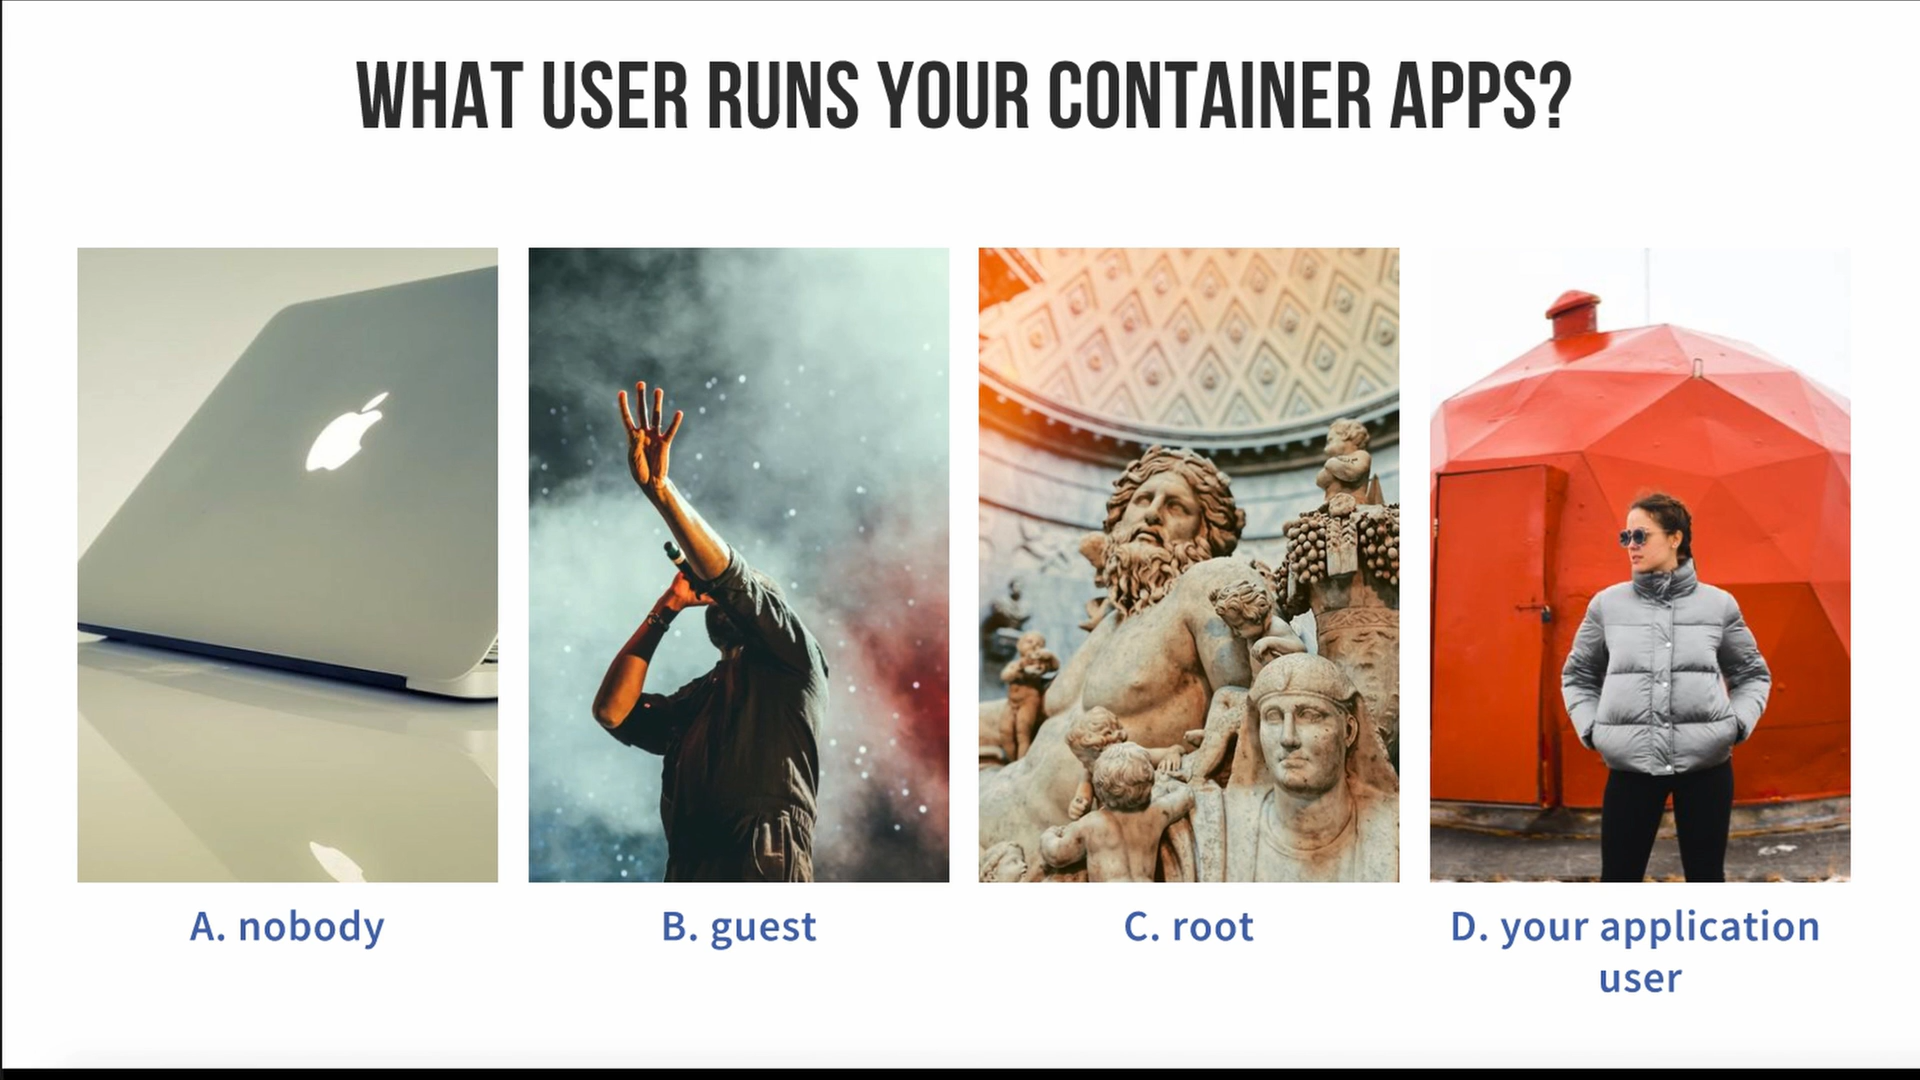 WHAT USER RUNS YOUR CONTAINER APPS?
A. nobody
B. guest
C. root
D. your application
user